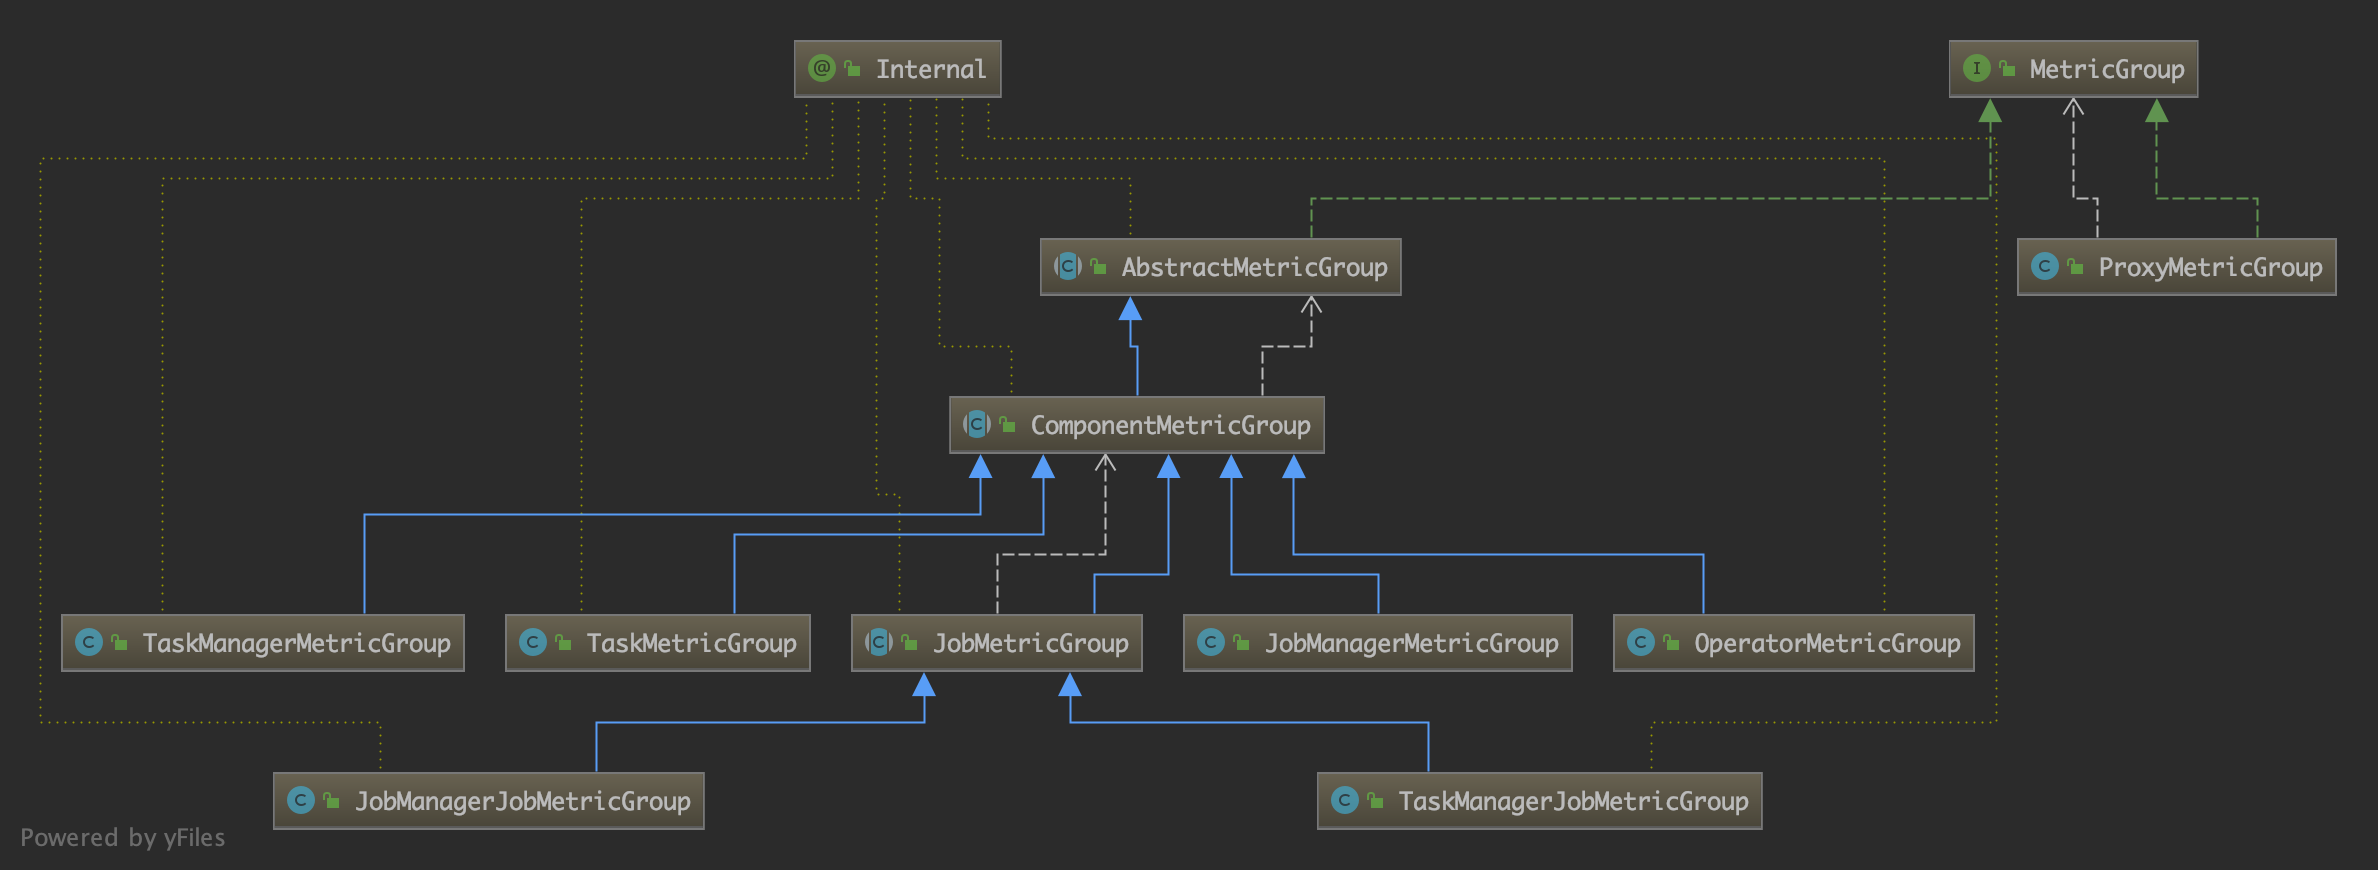 Internal
MetricGroup
AbstractMetricGroup
ProxyMetricGroup
ComponentMetricGroup
TaskManagerMetricGroup
TaskMetricGroup
JobMetricGroup
JobManagerMetricGroup
OperatorMetricGroup
JobManagerJobMetricGroup
TaskManagerJobMetricGroup
Powered by yFiles